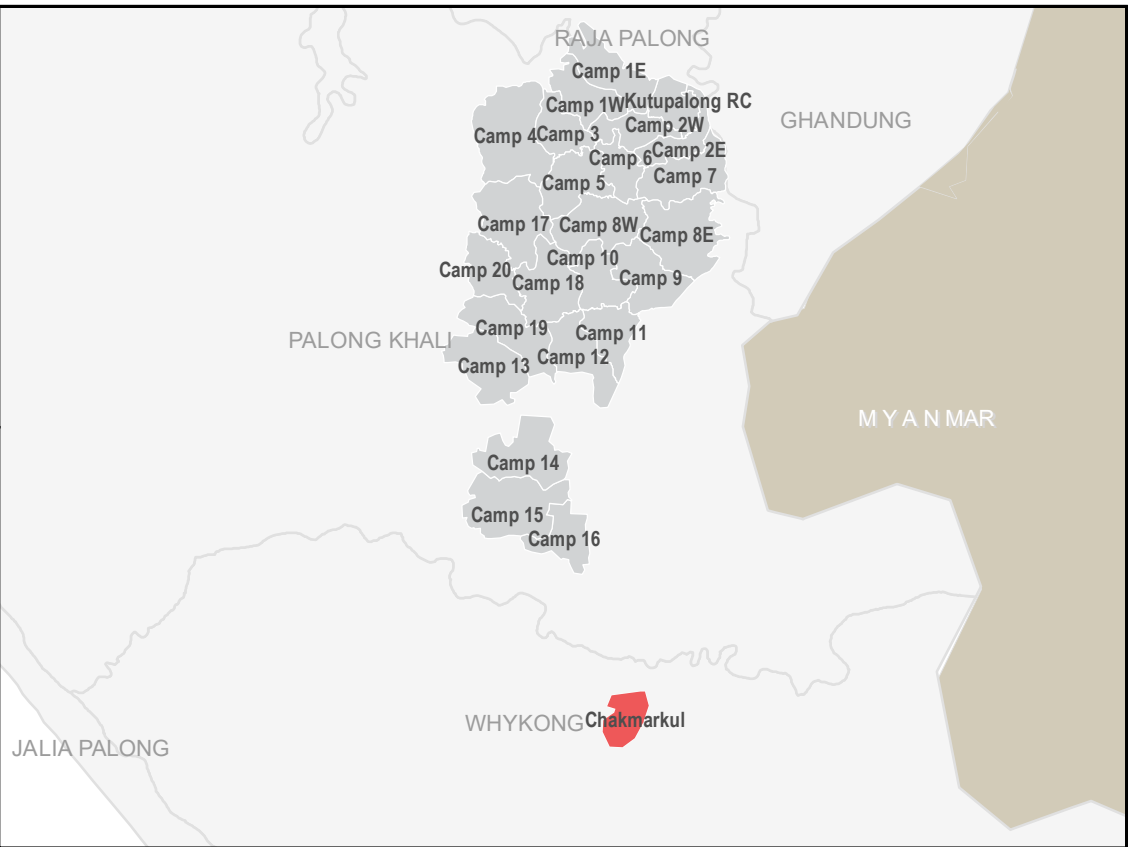 RAJA PALONG
Camp 1E
Camp 1W
Kutupalong RC
GHANDUNG
Camp 2W
Camp 4
Camp 3
Camp 2E
Camp 6
Camp 7
Camp 5
Camp 17
Camp 8W
Camp 8E
Camp 10
Camp 20
Camp 18
Camp 9
Camp 19
Camp 11
PALONG KHALI
Camp 12
Camp 13
M Y A N MAR
Camp 14
Camp 15
Camp 16
WHYKONG
Chakmarkul
JALIA PALONG